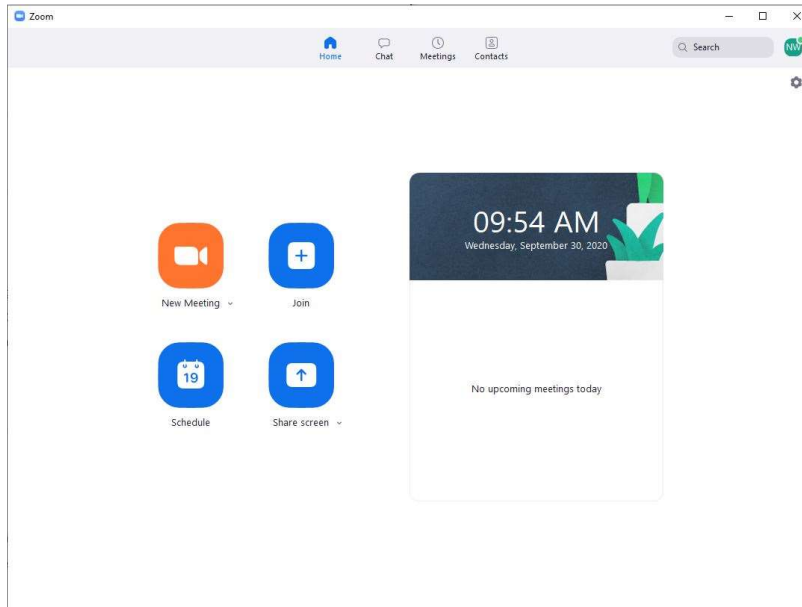 Zoom
Home
Chat
Meetings
Contacts
Search
NW
09:54 AM
Wednesday, September 30, 2020
New Meeting
Join
19
Schedule
Share screen
No upcoming meetings today